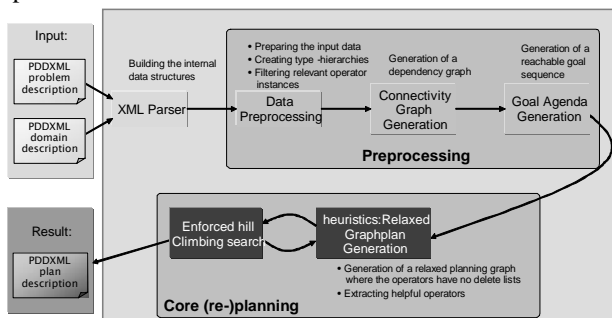 Input:
PDDXML
problem
description
PDDXML
domain
description
Building the internal
data structures
XML Parser
• Preparing the input data
• Creating type -hierarchies
• Filtering relevant operator
instances
Data
Preprocessing
Generation of a
dependency graph
Connectivity
Graph
Generation
Generation of a
reachable goal
sequence
Goal Agenda
Generation
Preprocessing
Result:
PDDXML
plan
description
Enforced hill
Climbing search
heuristics:Relaxed
Graphplan
Generation
• Generation of a relaxed planning graph
where the operators have no delete lists
• Extracting helpful operators
Core (re-)planning